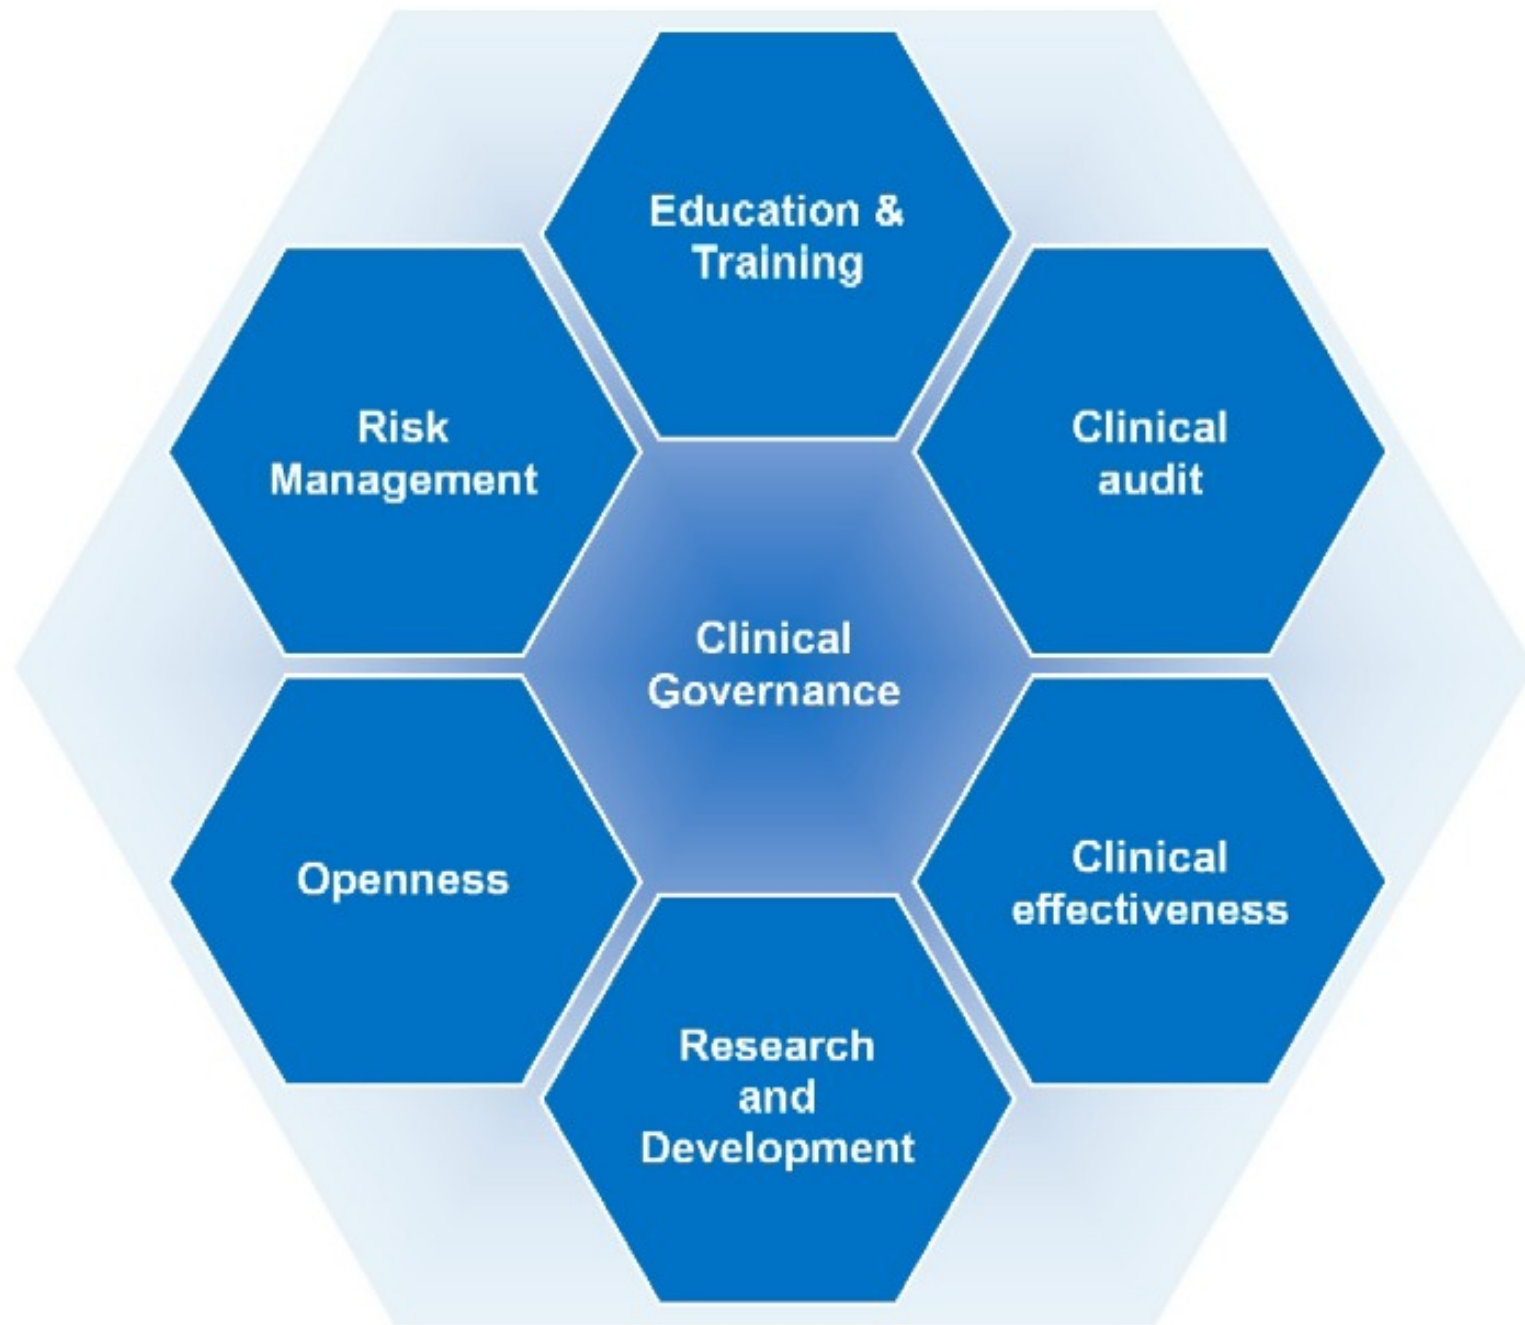 Education &
Training
Risk
Management
Clinical
audit
Clinical
Governance
Openness
Clinical
effectiveness
Research
and
Development